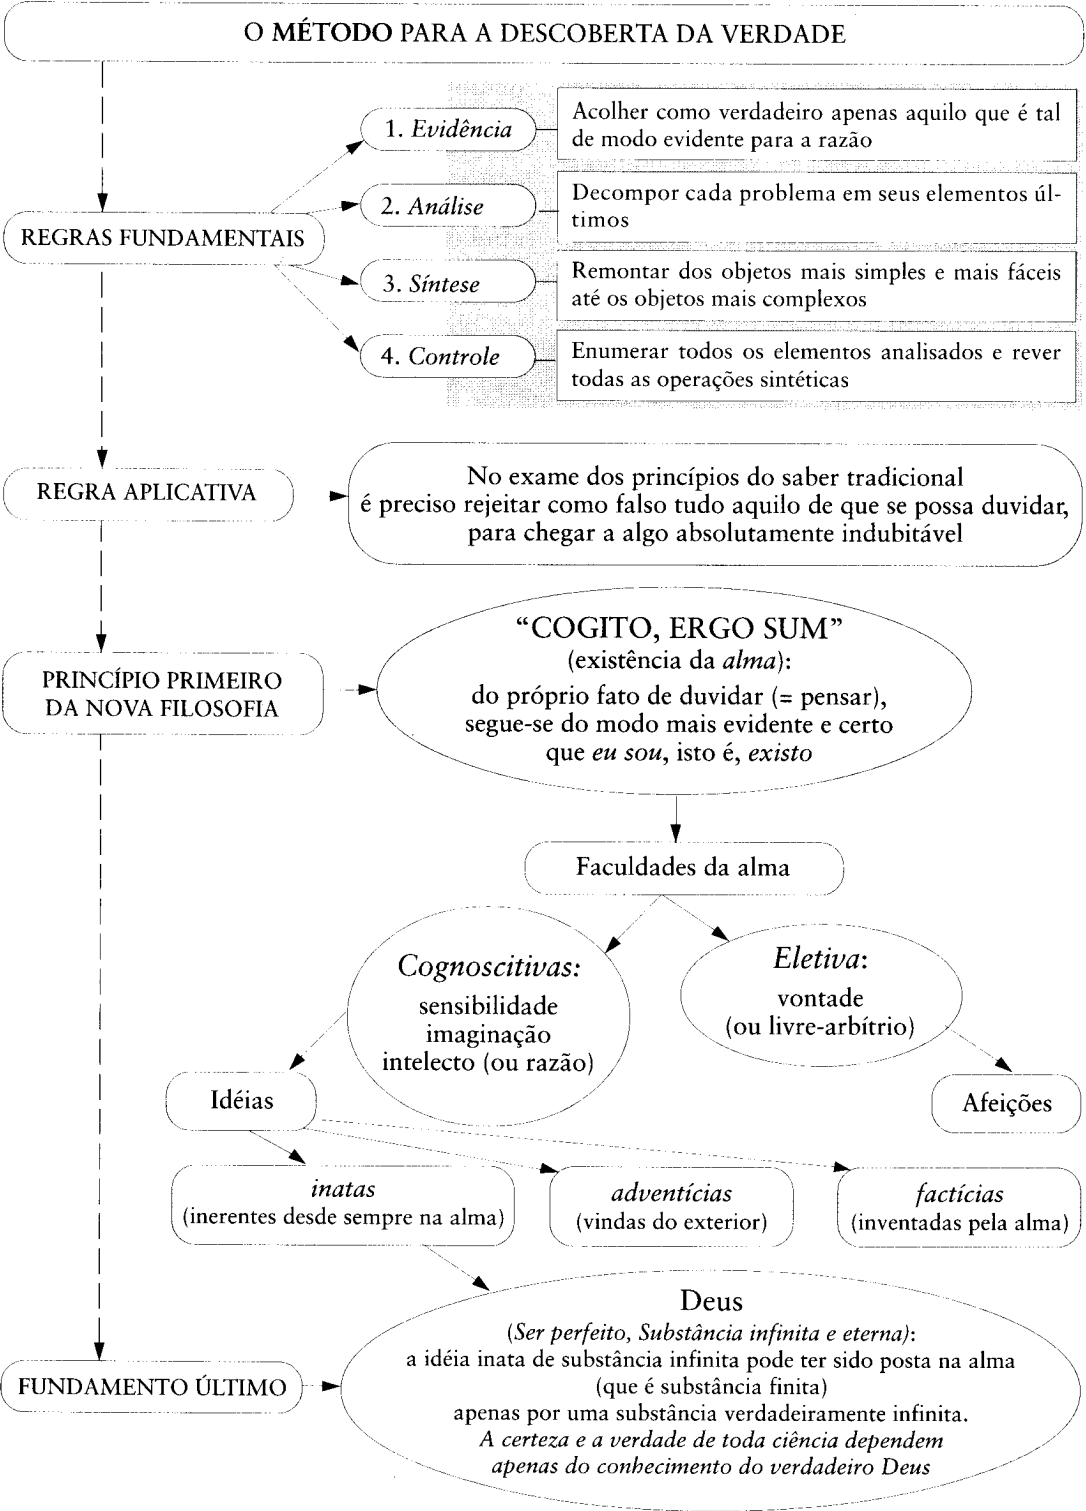 O MÉTODO PARA A DESCOBERTA DA VERDADE
1. Evidência
Acolher como verdadeiro apenas aquilo que é tal
de modo evidente para a razão
2. Análise
Decompor cada problema em seus elementos úl-
timos
REGRAS FUNDAMENTAIS
3. Síntese
Remontar dos objetos mais simples e mais fáceis
até os objetos mais complexos
4. Controle
Enumerar todos os elementos analisados e rever
todas as operações sintéticas
REGRA APLICATIVA
No exame dos princípios do saber tradicional
é preciso rejeitar como falso tudo aquilo de que se possa duvidar,
para chegar a algo absolutamente indubitável
PRINCÍPIO PRIMEIRO
DA NOVA FILOSOFIA
“COGITO, ERGO SUM”
(existência da alma):
do próprio fato de duvidar (= pensar),
segue-se do modo mais evidente e certo
que eu sou, isto é, existo
Faculdades da alma
Cognoscitivas:
sensibilidade
imaginação
intelecto (ou razão)
Eletiva:
vontade
(ou livre-arbítrio)
Idéias
Afeições
inatas
(inerentes desde sempre na alma)
adventícias
(vindas do exterior)
factícias
(inventadas pela alma)
FUNDAMENTO ÚLTIMO
Deus
(Ser perfeito, Substância infinita e eterna):
a idéia inata de substância infinita pode ter sido posta na alma
(que é substância finita)
apenas por uma substância verdadeiramente infinita.
A certeza e a verdade de toda ciência dependem
apenas do conhecimento do verdadeiro Deus